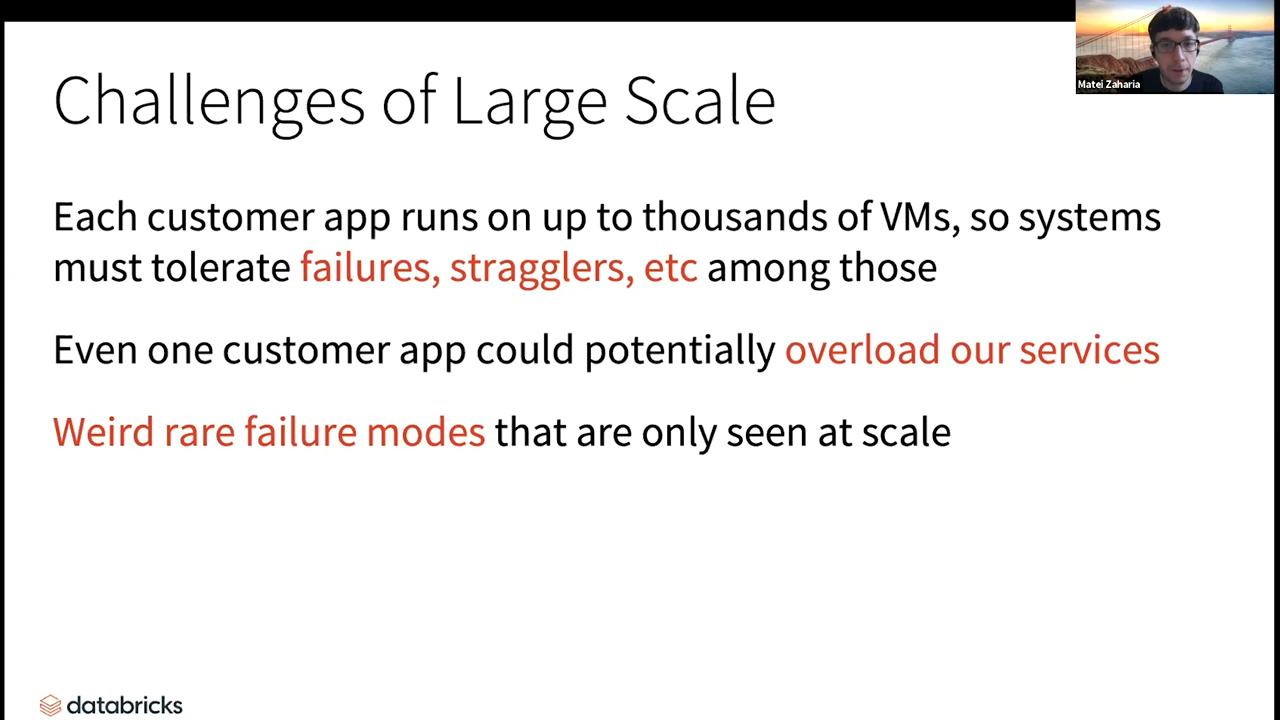 Matei Zaharia
Challenges of Large Scale
Each customer app runs on up to thousands of VMs, so systems
must tolerate failures, stragglers, etc among those
Even one customer app could potentially overload our services
Weird rare failure modes that are only seen at scale
databricks